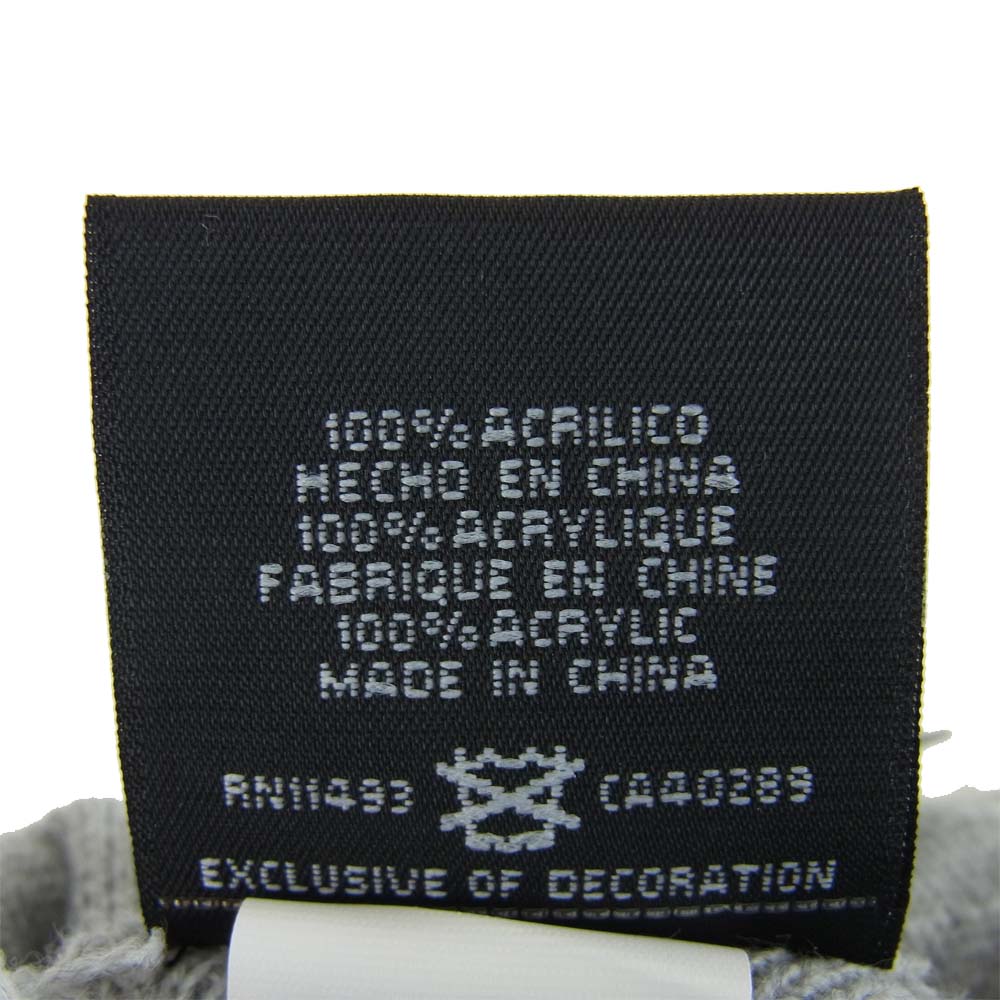 100% ACRILICO
HECHO EN CHINA
100% ACRYLIQUE
FABRIQUE EN CHINE
100% ACRYLIC
MADE IN CHINA
RN11493 CA40289
EXCLUSIVE OF DECORATION